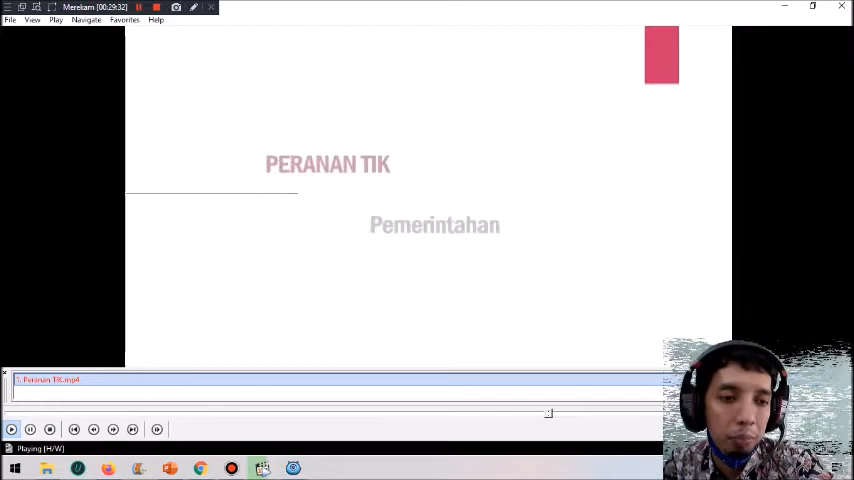 Merekam [00:29:32]
File View Play Navigate Favorites Help
PERANAN TIK
Pemerintahan
1. Peranan TIK.mp4
Playing [H/W]